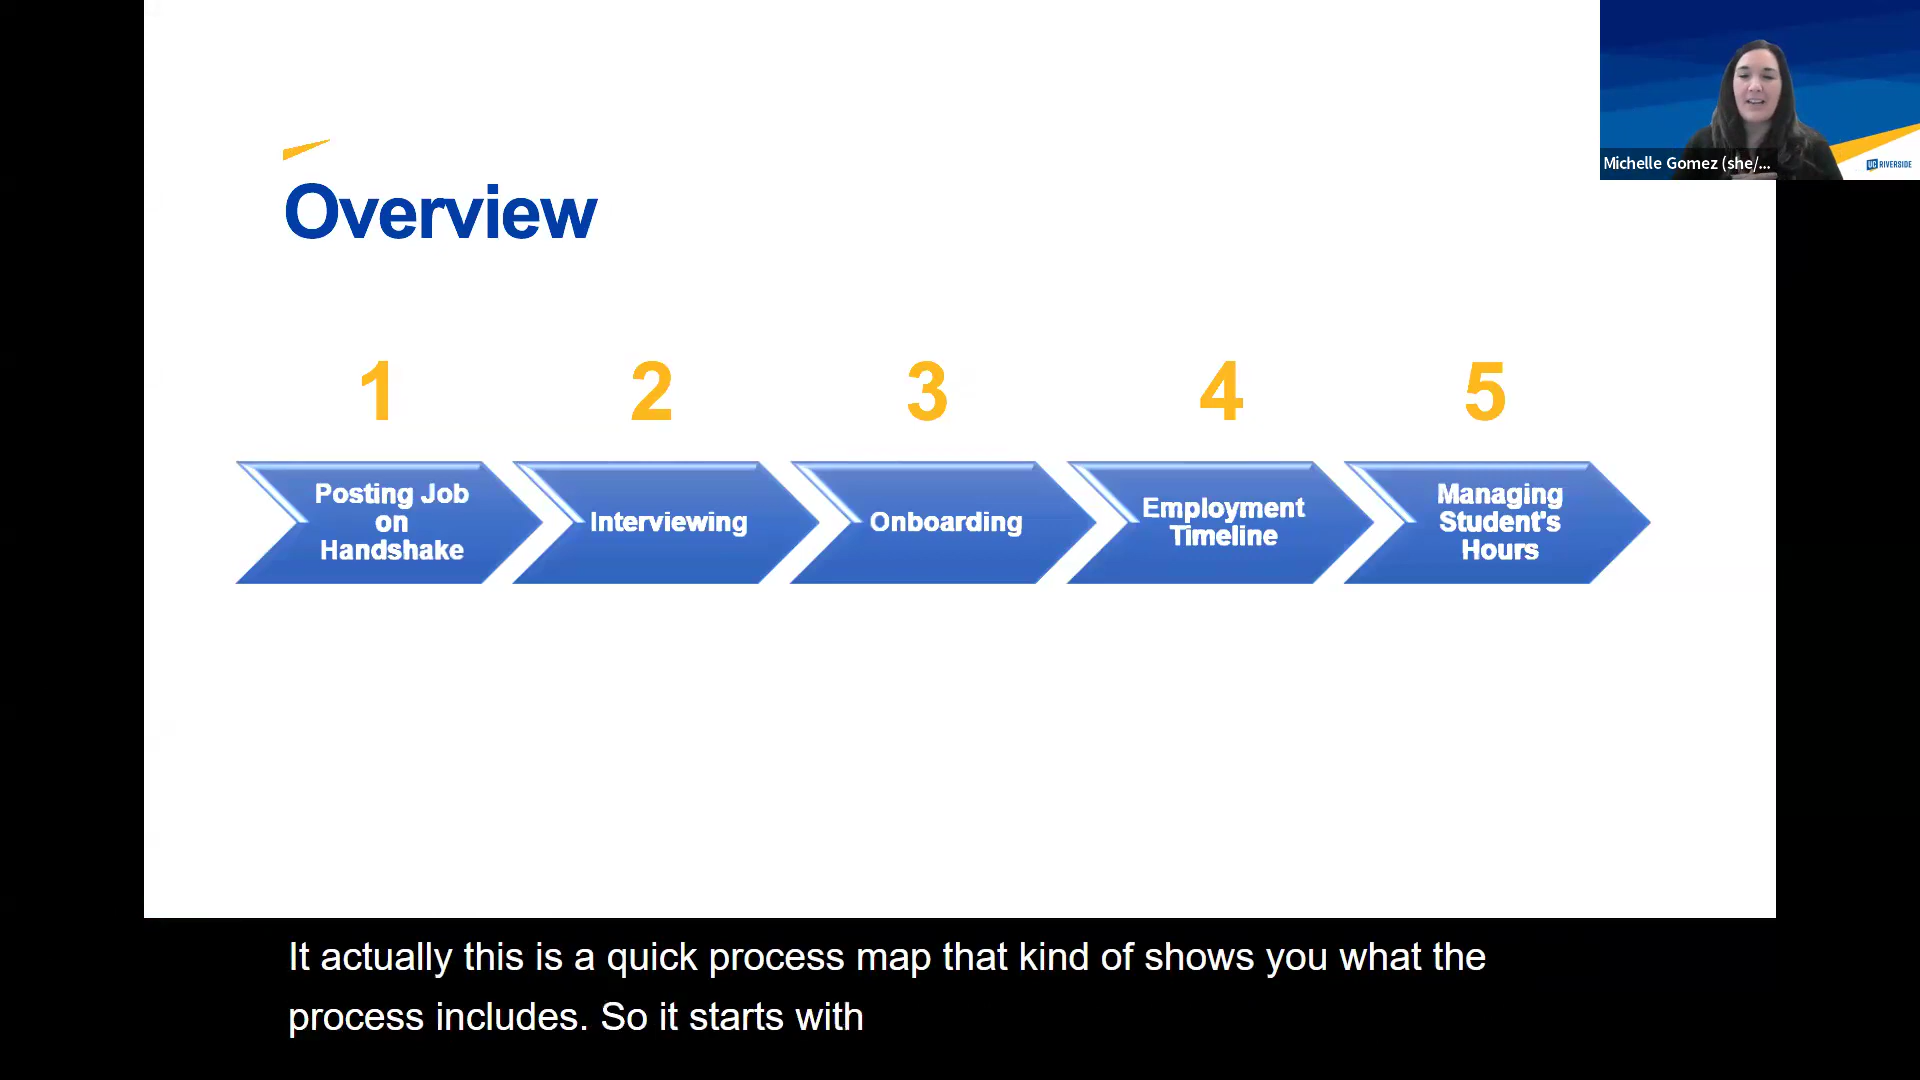 Michelle Gomez (she/...
UC RIVERSIDE
Overview
1
2
3
4
5
Posting Job
on
Handshake
Interviewing
Onboarding
Employment
Timeline
Managing
Student's
Hours
It actually this is a quick process map that kind of shows you what the
process includes. So it starts with